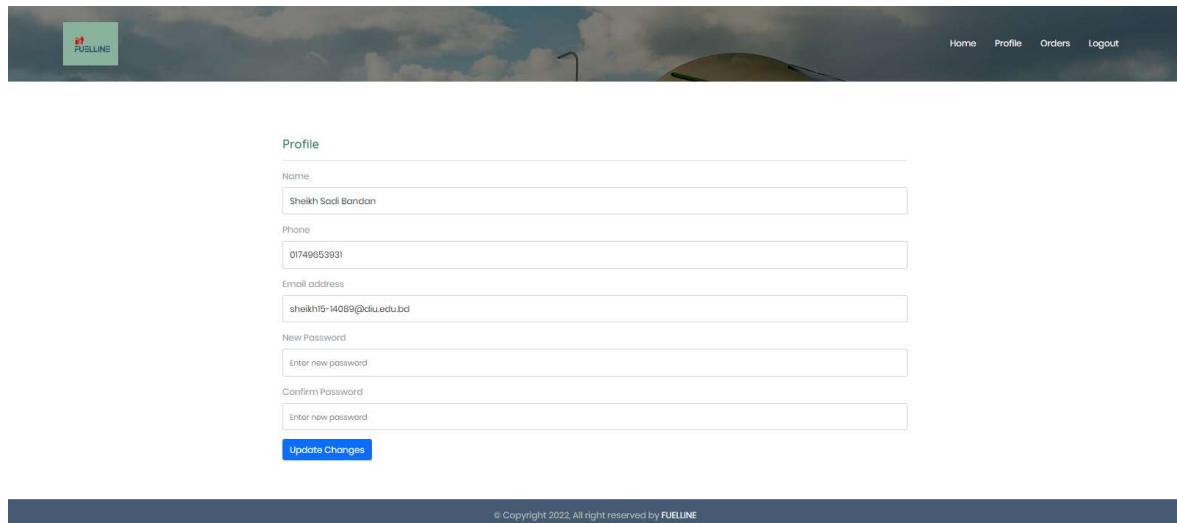 FUELLINE
Home Profile Orders Logout
Profile
Name
Sheikh Sadi Bandan
Phone
01749653931
Email address
sheikh15-14089@diu.edu.bd
New Password
Enter new password
Confirm Password
Enter new password
Update Changes
© Copyright 2022, All right reserved by FUELLINE